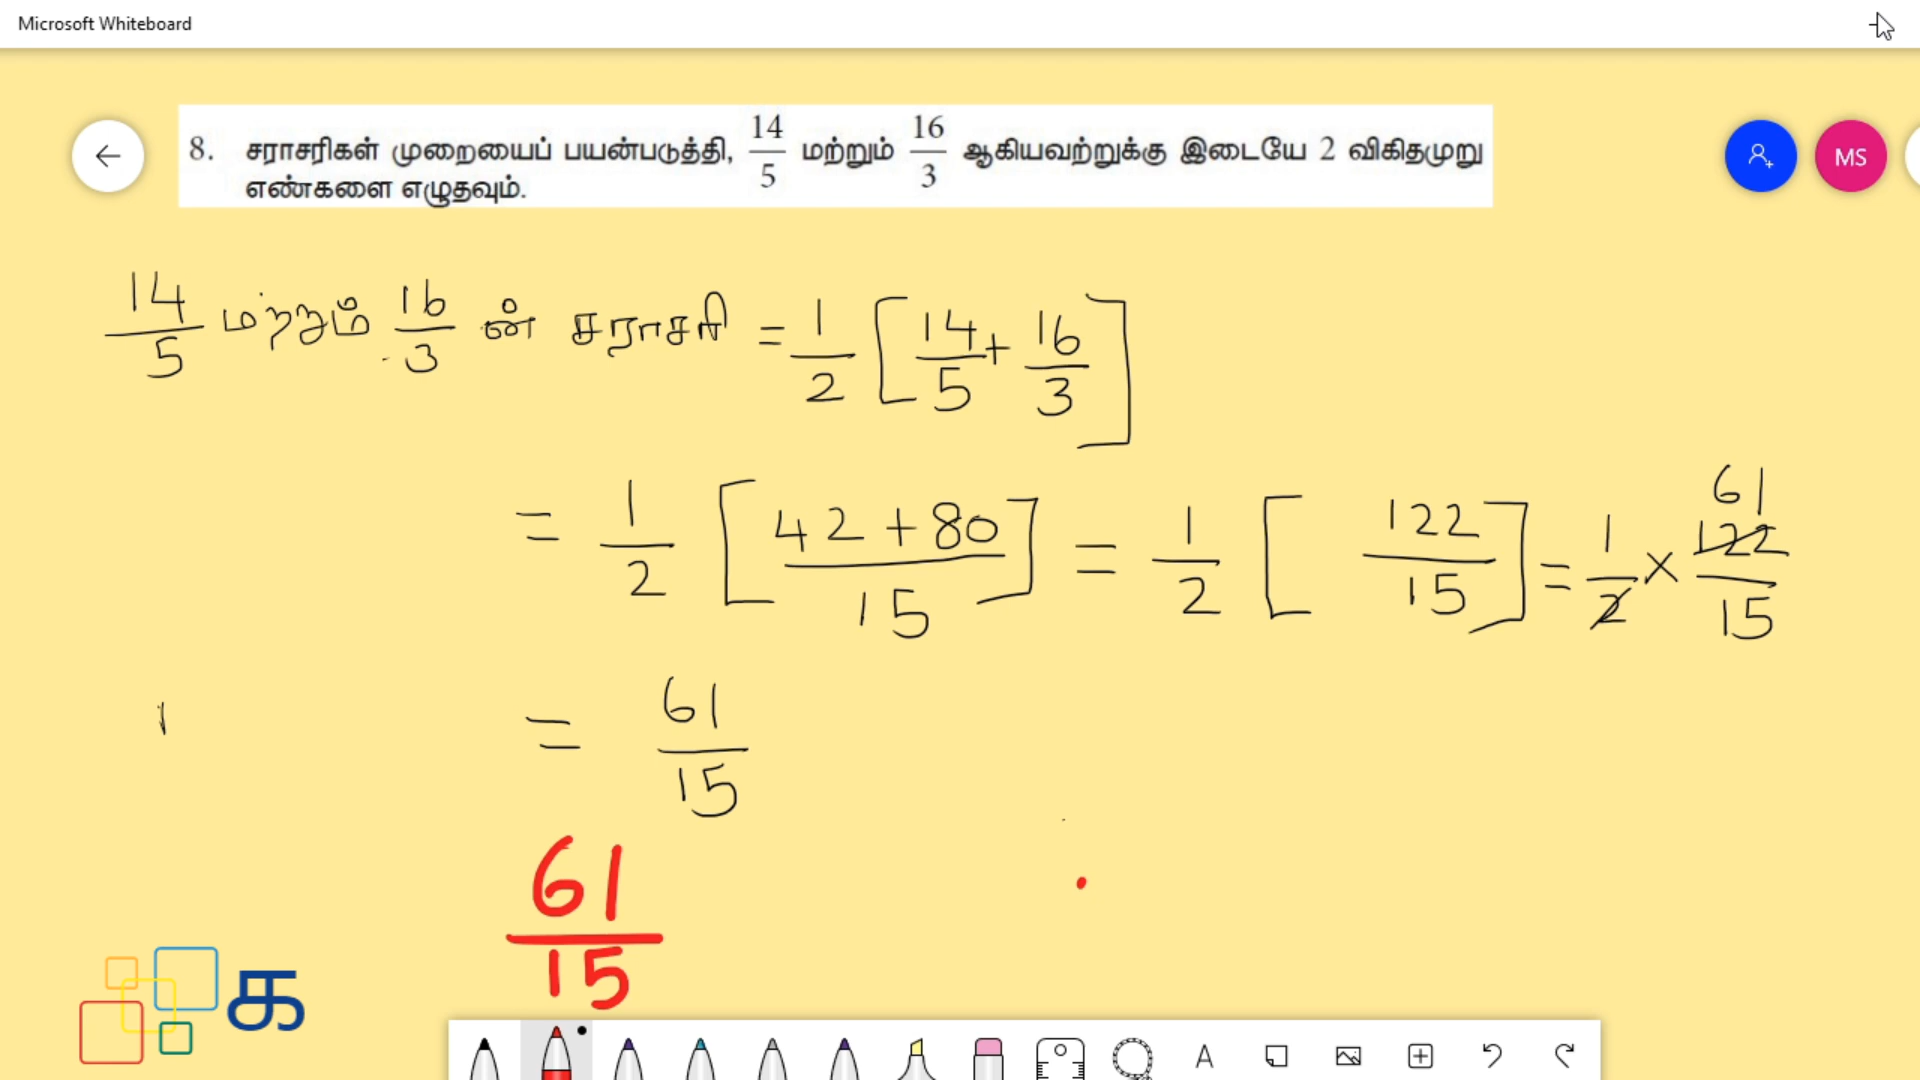 Microsoft Whiteboard
MS
8. சராசரிகள் முறையைப் பயன்படுத்தி, 14/5 மற்றும் 16/3 ஆகியவற்றுக்கு இடையே 2 விகிதமுறு
எண்களை எழுதவும்.
14/5 மற்றும் 16/3 ன் சராசரி = 1/2 [14/5 + 16/3]
= 1/2 [42 + 80/15] = 1/2 [122/15] = 1/2 × 61 122/15
= 61/15
61/15
க
A